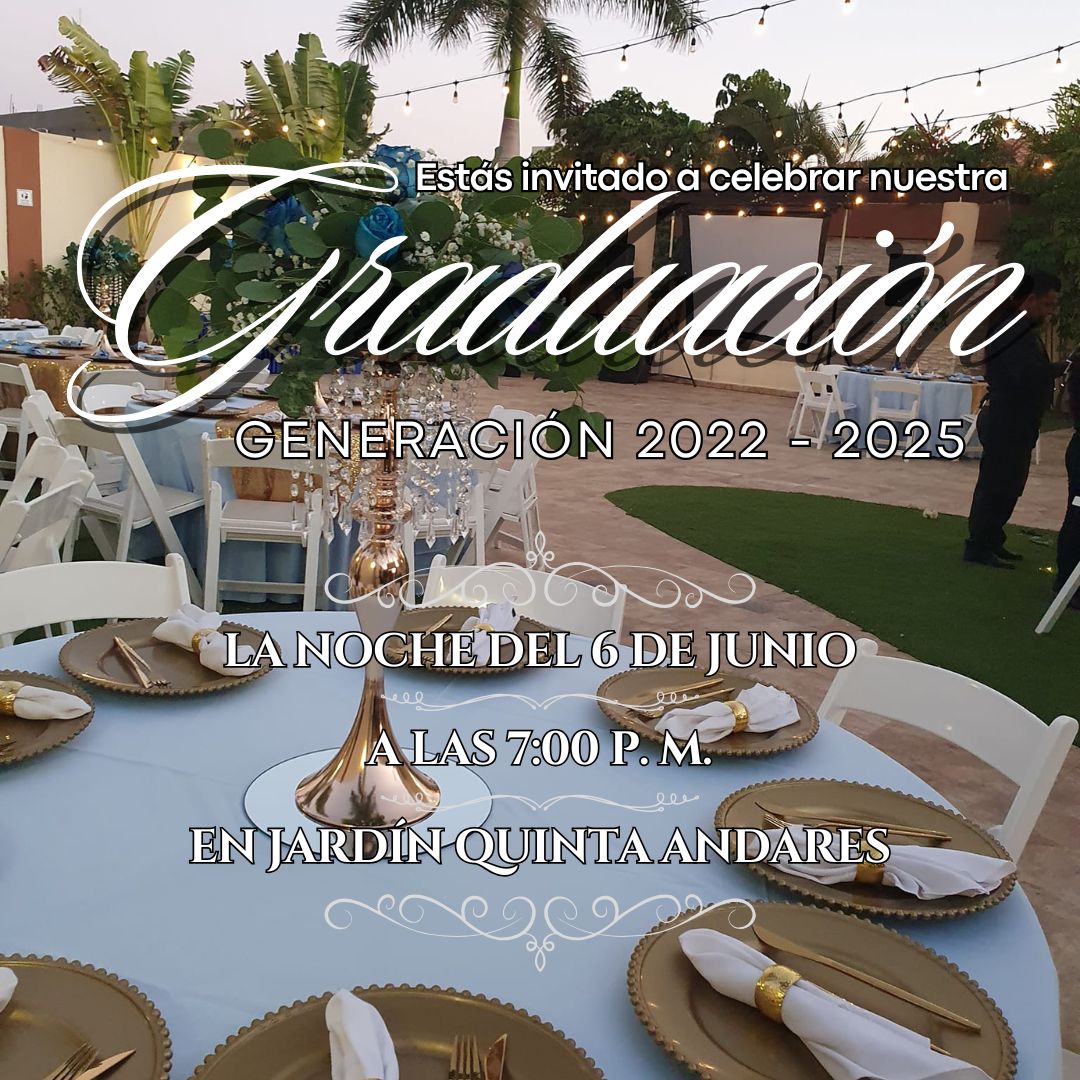 Estás invitado a celebrar nuestra
Graduación
GENERACIÓN 2022 - 2025
LA NOCHE DEL 6 DE JUNIO
A LAS 7:00 P. M.
EN JARDÍN QUINTA ANDARES